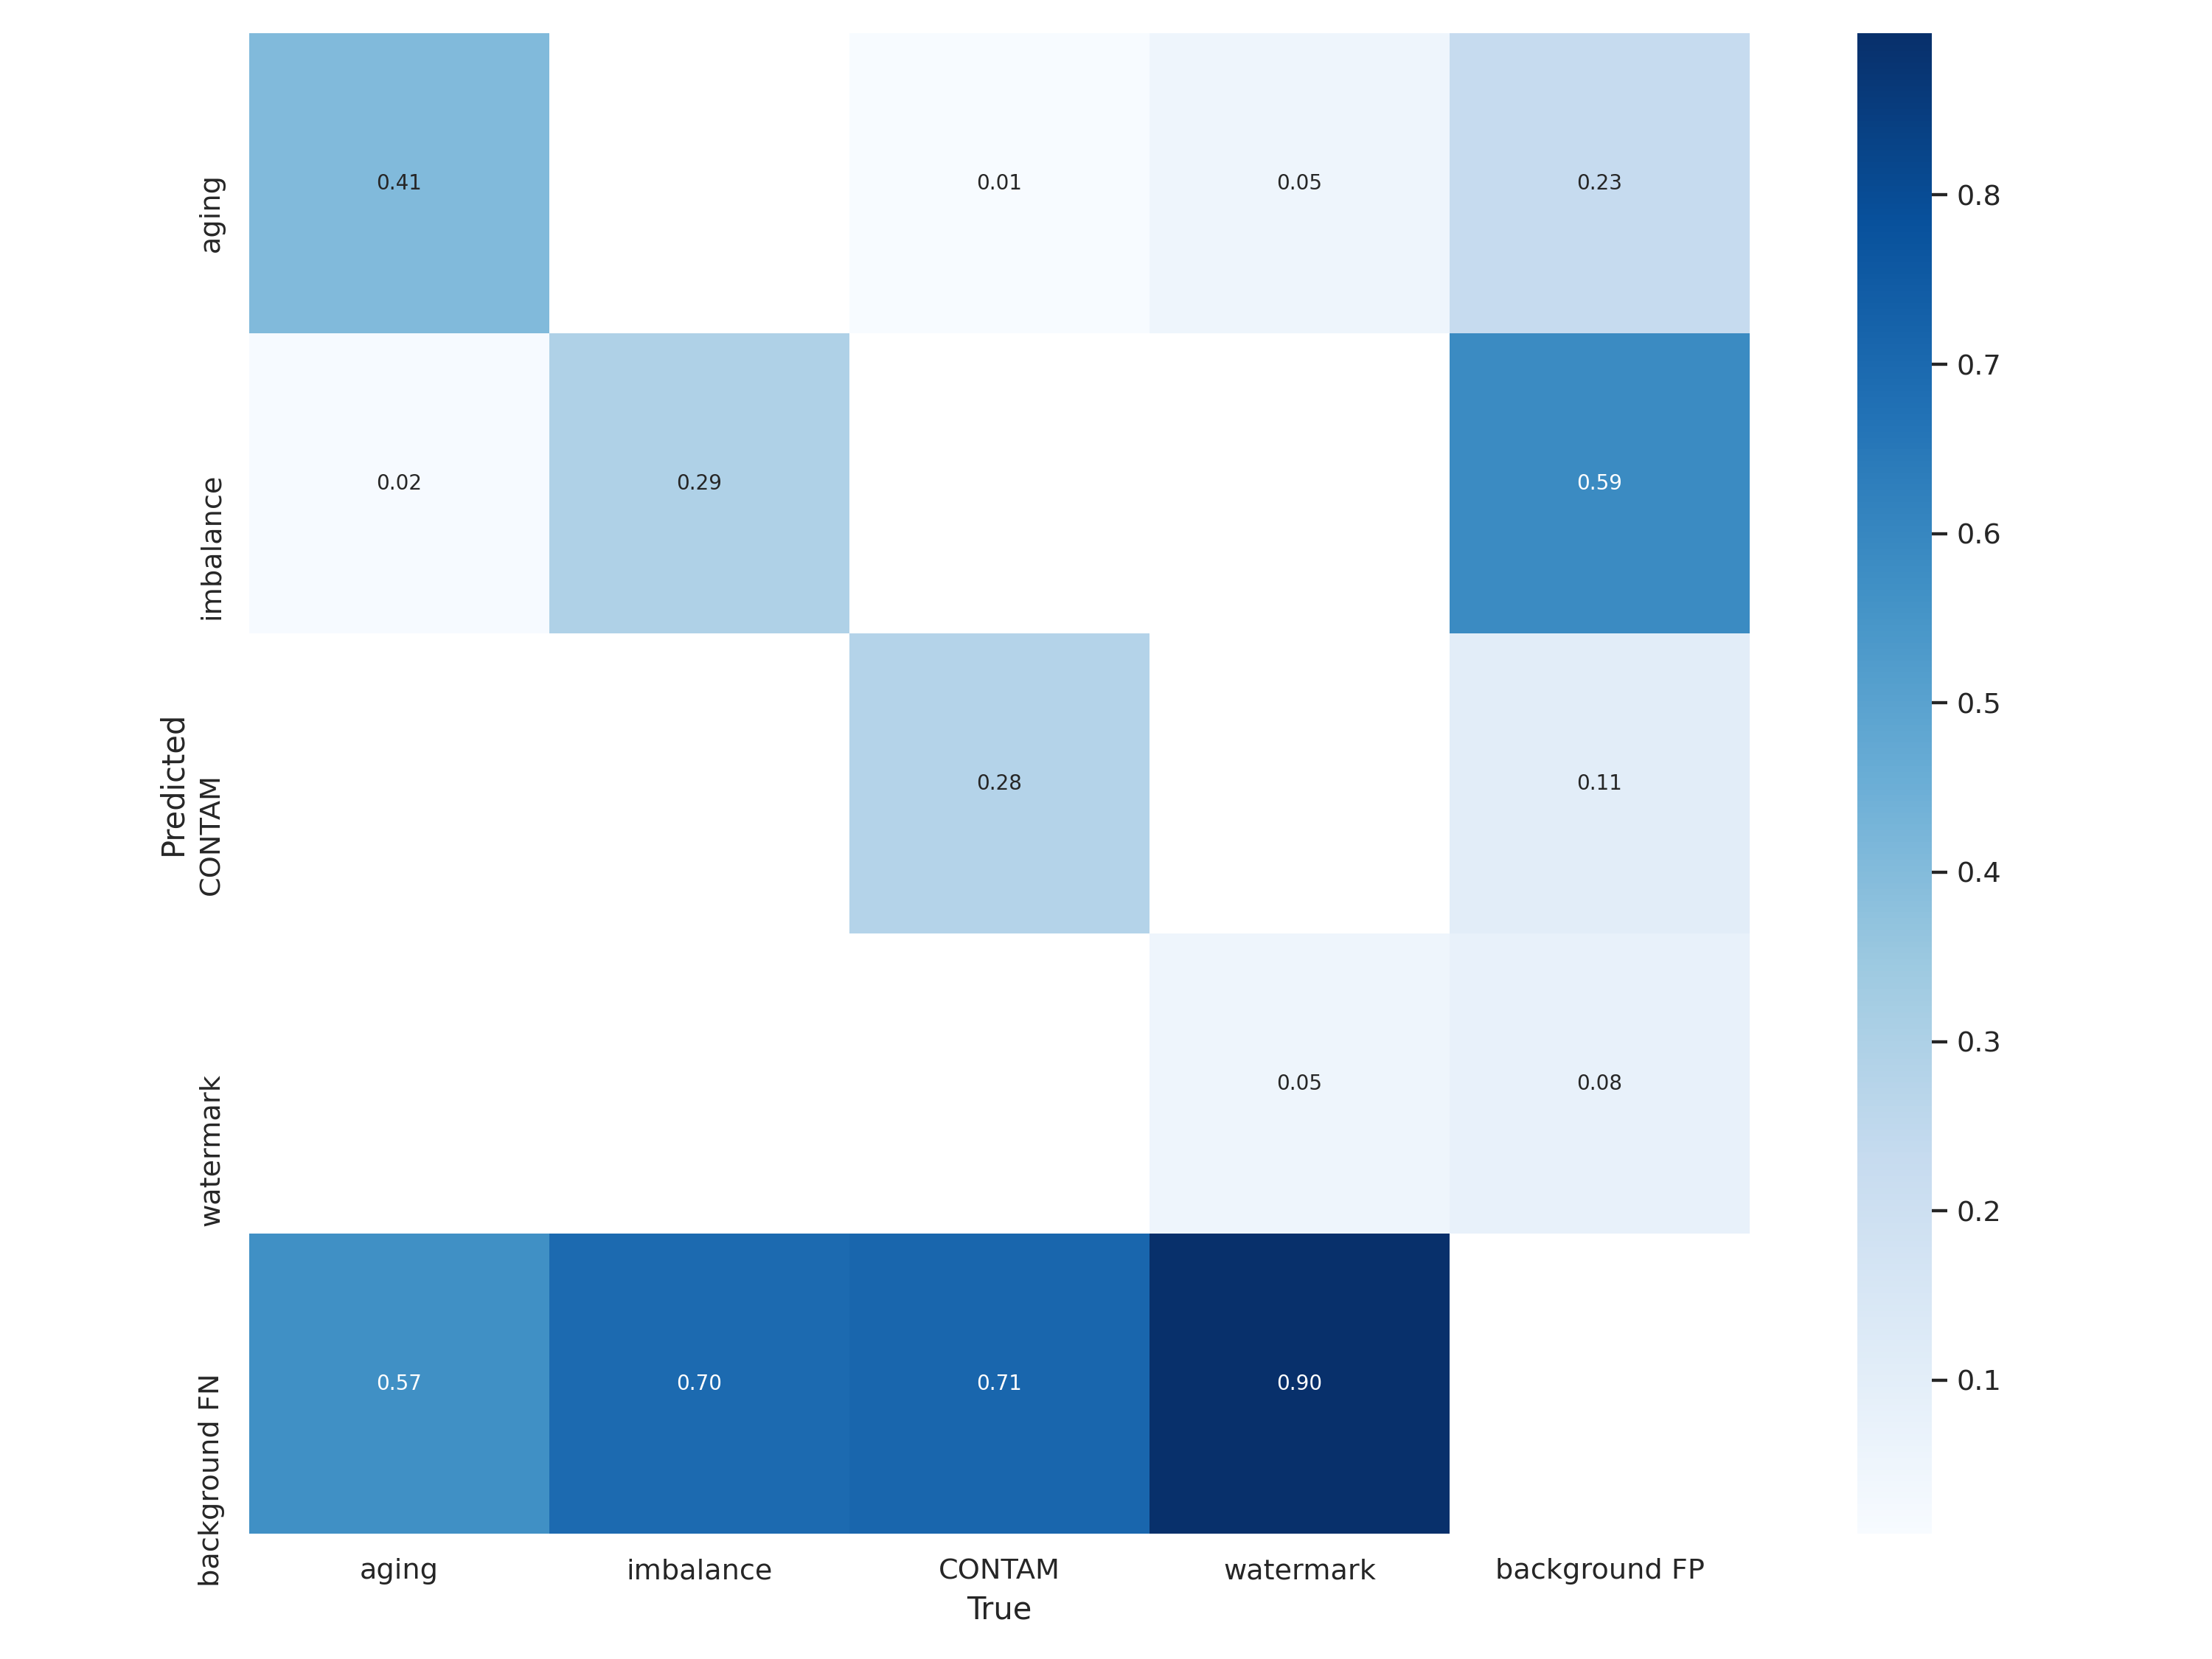 aging
0.41
0.01
0.05
0.23
imbalance
0.02
0.29
0.59
Predicted
CONTAM
0.28
0.11
watermark
0.05
0.08
background FN
0.57
0.70
0.71
0.90
aging
imbalance
CONTAM
watermark
background FP
True
0.8
0.7
0.6
0.5
0.4
0.3
0.2
0.1